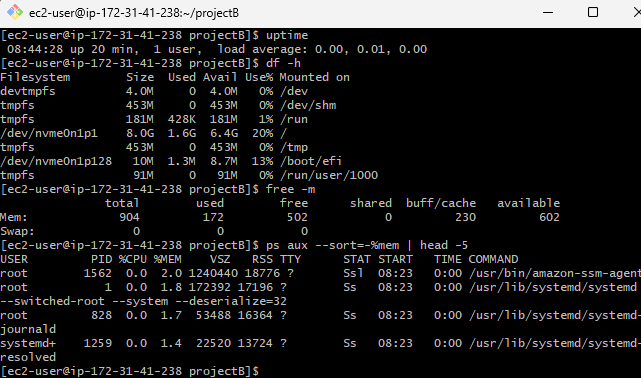 ec2-user@ip-172-31-41-238:~/projectB
[ec2-user@ip-172-31-41-238 projectB]$ uptime
 08:44:28 up 20 min,  1 user,  load average: 0.00, 0.01, 0.00
[ec2-user@ip-172-31-41-238 projectB]$ df -h
Filesystem        Size  Used Avail Use% Mounted on
devtmpfs          4.0M     0  4.0M   0% /dev
tmpfs             453M     0  453M   0% /dev/shm
tmpfs             181M  428K  181M   1% /run
/dev/nvme0n1p1    8.0G  1.6G  6.4G  20% /
tmpfs             453M     0  453M   0% /tmp
/dev/nvme0n1p128   10M  1.3M  8.7M  13% /boot/efi
tmpfs              91M     0   91M   0% /run/user/1000
[ec2-user@ip-172-31-41-238 projectB]$ free -m
               total        used        free      shared  buff/cache   available
Mem:             904         172         502           0         230         602
Swap:              0           0           0
[ec2-user@ip-172-31-41-238 projectB]$ ps aux --sort=-%mem | head -5
USER         PID %CPU %MEM    VSZ   RSS TTY      STAT START   TIME COMMAND
root        1562  0.0  2.0 1240440 18776 ?       Ssl  08:23   0:00 /usr/bin/amazon-ssm-agent
root           1  0.0  1.8 172392 17196 ?        Ss   08:23   0:00 /usr/lib/systemd/systemd
--switched-root --system --deserialize=32
root         828  0.0  1.7  53488 16364 ?        Ss   08:23   0:00 /usr/lib/systemd/systemd-
journald
systemd+    1259  0.0  1.4  22520 13724 ?        Ss   08:23   0:00 /usr/lib/systemd/systemd-
resolved
[ec2-user@ip-172-31-41-238 projectB]$